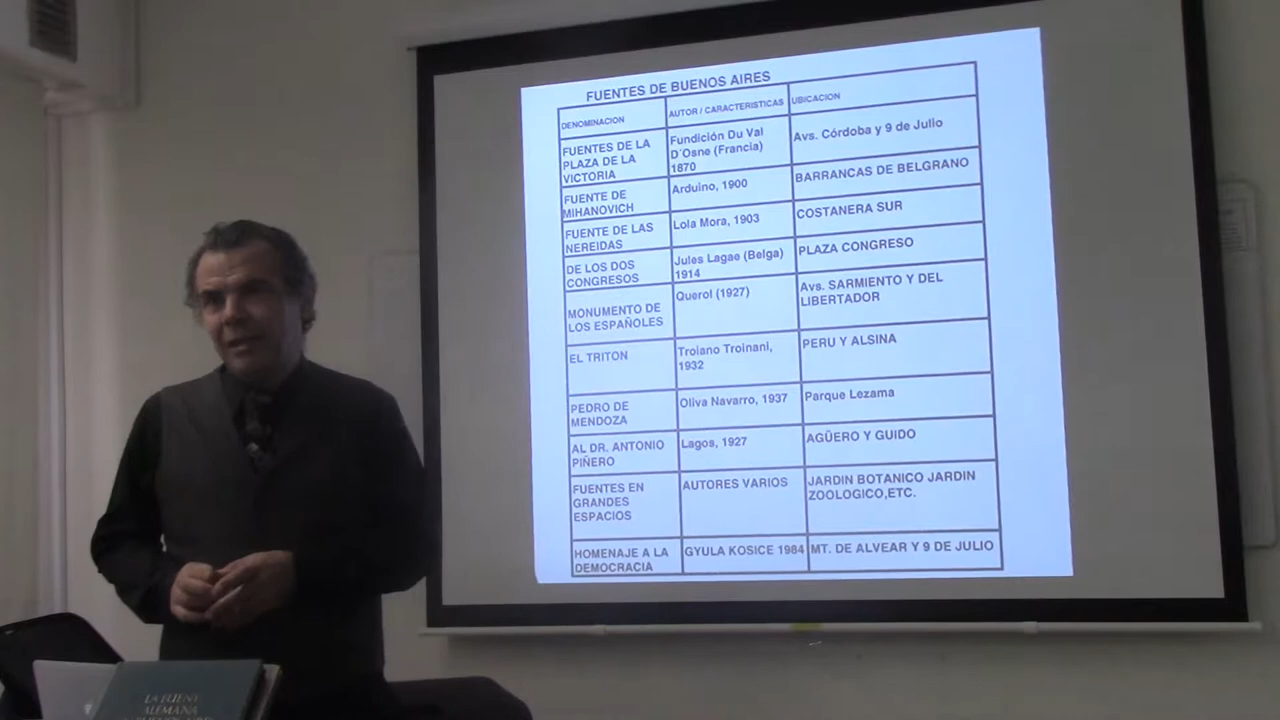 FUENTES DE BUENOS AIRES
DENOMINACION
AUTOR / CARACTERISTICAS
UBICACION
FUENTES DE LA
PLAZA DE LA
VICTORIA
Fundición Du Val
D´Osne (Francia)
1870
Avs. Córdoba y 9 de Julio
FUENTE DE
MIHANOVICH
Arduino, 1900
BARRANCAS DE BELGRANO
FUENTE DE LAS
NEREIDAS
Lola Mora, 1903
COSTANERA SUR
DE LOS DOS
CONGRESOS
Jules Lagae (Belga)
1914
PLAZA CONGRESO
MONUMENTO DE
LOS ESPAÑOLES
Querol (1927)
Avs. SARMIENTO Y DEL
LIBERTADOR
EL TRITON
Troiano Troinani,
1932
PERU Y ALSINA
PEDRO DE
MENDOZA
Oliva Navarro, 1937
Parque Lezama
AL DR. ANTONIO
PIÑERO
Lagos, 1927
AGÜERO Y GUIDO
FUENTES EN
GRANDES
ESPACIOS
AUTORES VARIOS
JARDIN BOTANICO JARDIN
ZOOLOGICO,ETC.
HOMENAJE A LA
DEMOCRACIA
GYULA KOSICE 1984
MT. DE ALVEAR Y 9 DE JULIO
LA
ALEMANA